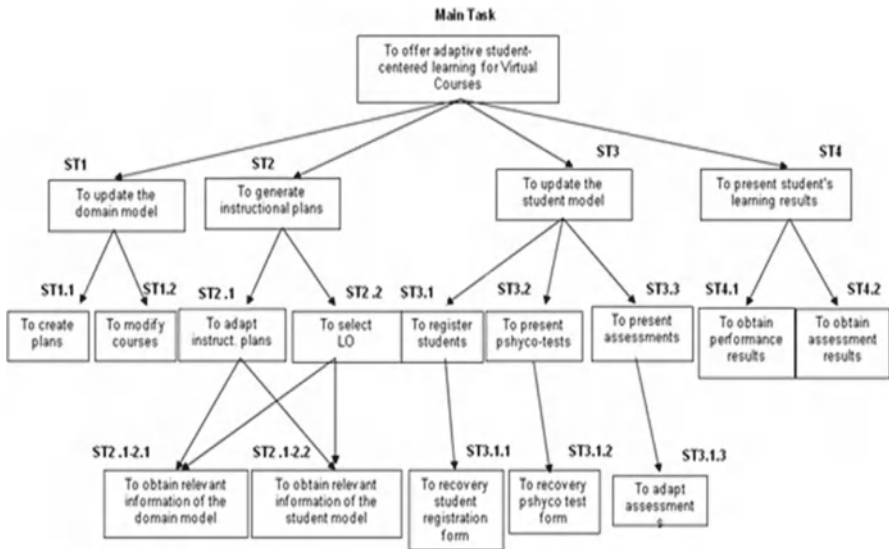 Main Task
To offer adaptive student-
centered learning for Virtual
Courses
ST1
ST2
ST3
ST4
To update the
domain model
To generate
instructional plans
To update the
student model
To present student's
learning results
ST1.1
ST1.2
ST2 .1
ST2 .2
ST3.1
ST3.2
ST3.3
ST4.1
ST4.2
To create
plans
To modify
courses
To adapt
instruct. plans
To select
LO
To register
students
To present
pshyco-tests
To present
assessments
To obtain
performance
results
To obtain
assessment
results
ST2 .1-2.1
ST2 .1-2.2
ST3.1.1
ST3.1.2
ST3.1.3
To obtain relevant
information of the
domain model
To obtain relevant
information of the
student model
To recovery
student
registration
form
To recovery
pshyco test
form
To adapt
assessment
s